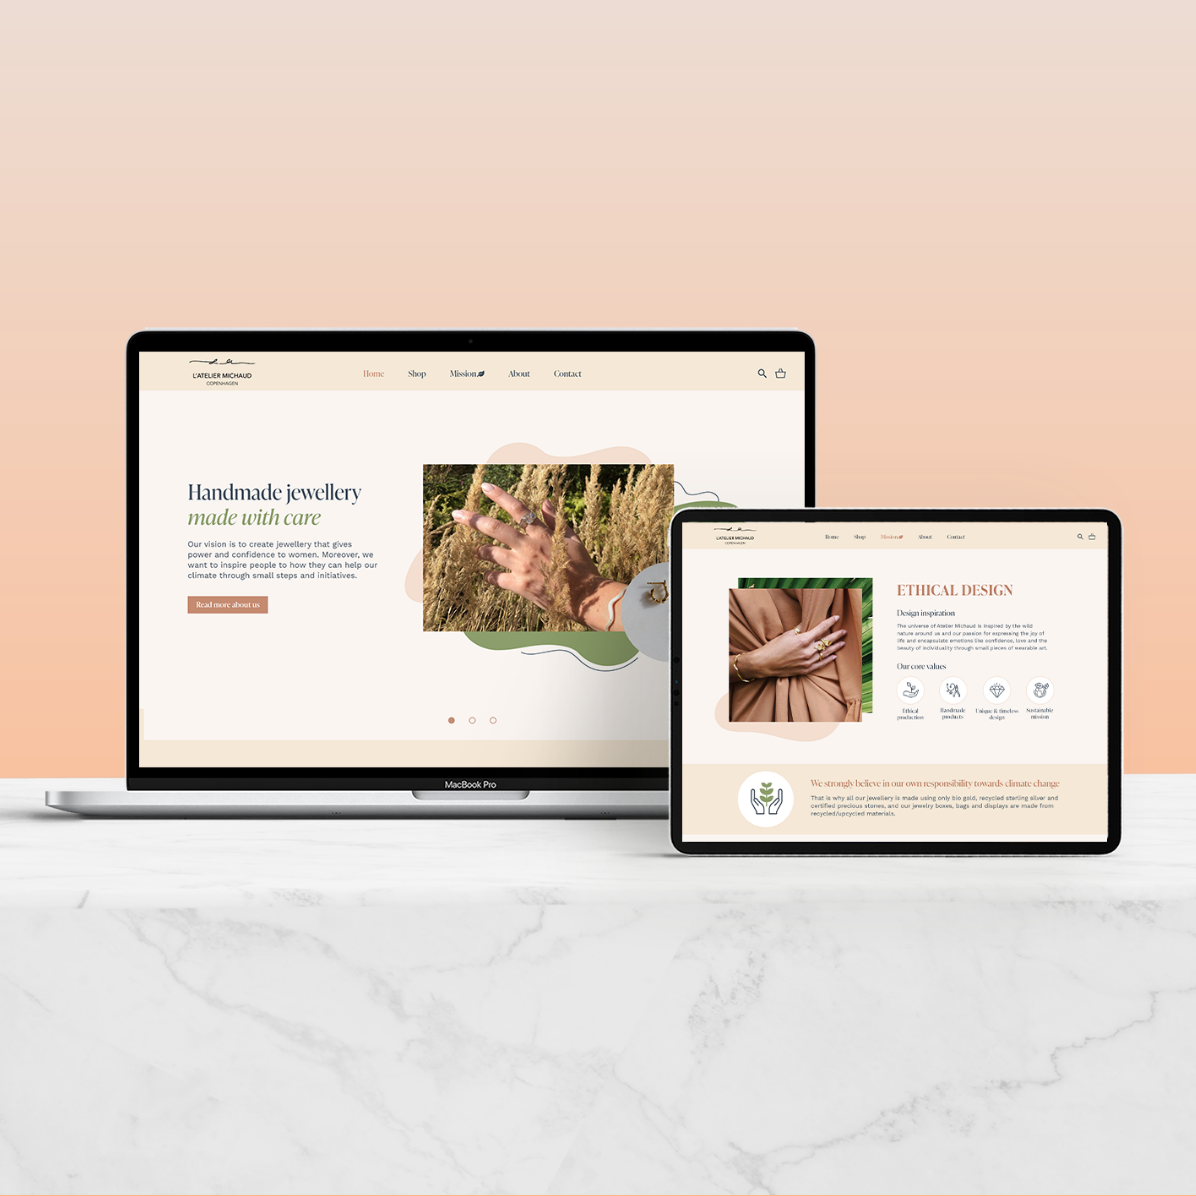 L'ATELIER MICHAUD
COPENHAGEN
Home Shop Mission About Contact
Handmade jewellery
made with care
Our vision is to create jewellery that gives
power and confidence to women. Moreover, we
want to inspire people to how they can help our
climate through small steps and initiatives.
Read more about us
MacBook Pro
L'ATELIER MICHAUD
COPENHAGEN
Home Shop Mission About Contact
ETHICAL DESIGN
Design inspiration
The universe of Atelier Michaud is inspired by the wild
nature around us and our passion for expressing the joy of
life and encapsulate emotions like confidence, love and the
beauty of individuality through small pieces of wearable art.
Our core values
Ethical
production
Handmade
products
Unique & timeless
design
Sustainable
mission
We strongly believe in our own responsibility towards climate change
That is why all our jewellery is made using only bio gold, recycled sterling silver and
certified precious stones, and our jewelry boxes, bags and displays are made from
recycled/upcycled materials.